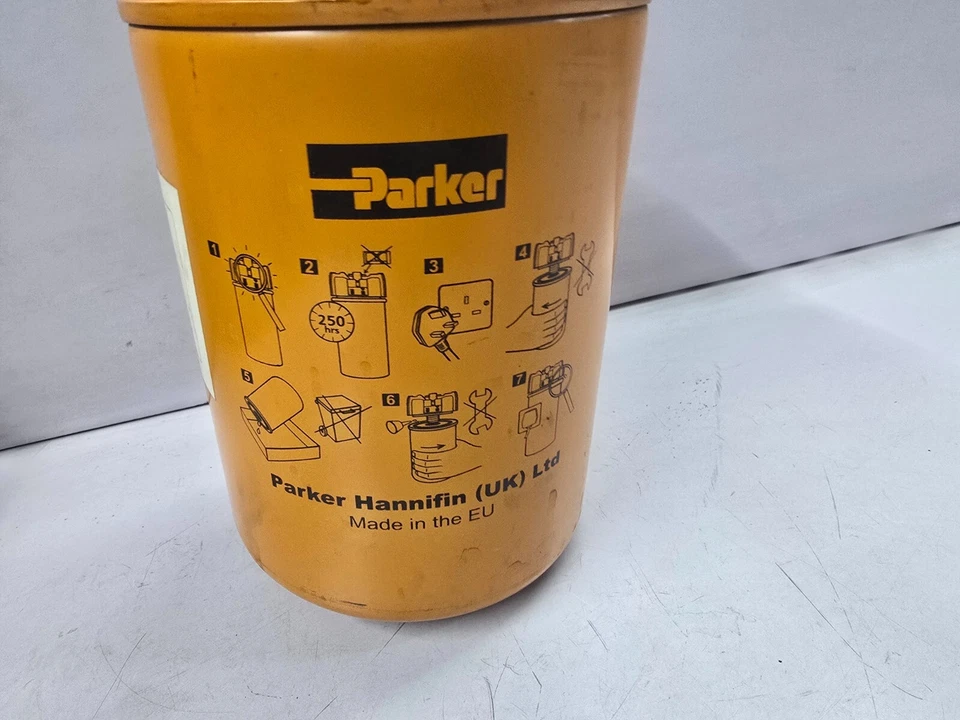 Parker
1
2
3
4
250
hrs
5
6
7
Parker Hannifin (UK) Ltd
Made in the EU